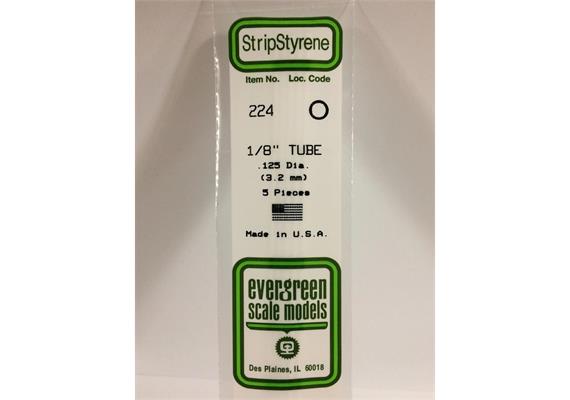 StripStyrene
Item No. Loc. Code
224
1/8" TUBE
.125 Dia.
(3.2 mm)
5 Pieces
Made in U.S.A.
evergreen
scale models
Des Plaines, IL 60018